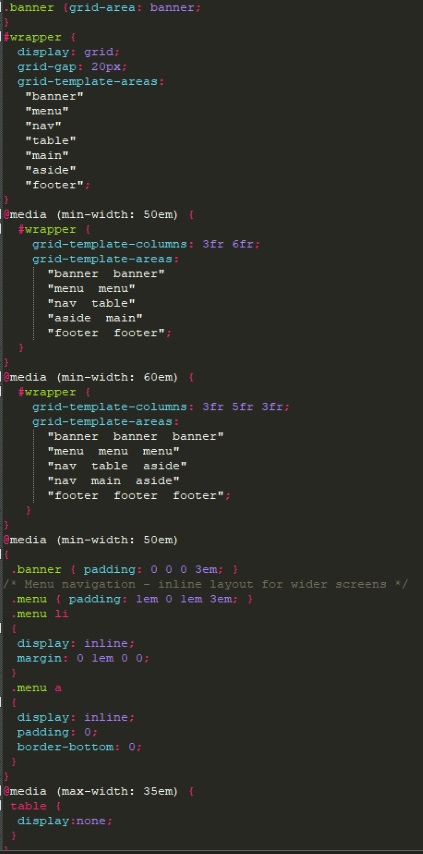 .banner {grid-area: banner;
}
#wrapper {
display: grid;
grid-gap: 20px;
grid-template-areas:
"banner"
"menu"
"nav"
"table"
"main"
"aside"
"footer";
}
@media (min-width: 50em) {
#wrapper {
grid-template-columns: 3fr 6fr;
grid-template-areas:
"banner  banner"
"menu  menu"
"nav  table"
"aside  main"
"footer  footer";
}
}
@media (min-width: 60em) {
#wrapper {
grid-template-columns: 3fr 5fr 3fr;
grid-template-areas:
"banner  banner  banner"
"menu  menu  menu"
"nav  table  aside"
"nav  main  aside"
"footer  footer  footer";
}
}
@media (min-width: 50em)
{
.banner { padding: 0 0 0 3em; }
/* Menu navigation - inline layout for wider screens */
.menu { padding: 1em 0 1em 3em; }
.menu li
{
display: inline;
margin: 0 1em 0 0;
}
.menu a
{
display: inline;
padding: 0;
border-bottom: 0;
}
}
@media (max-width: 35em) {
table {
display:none;
}
}